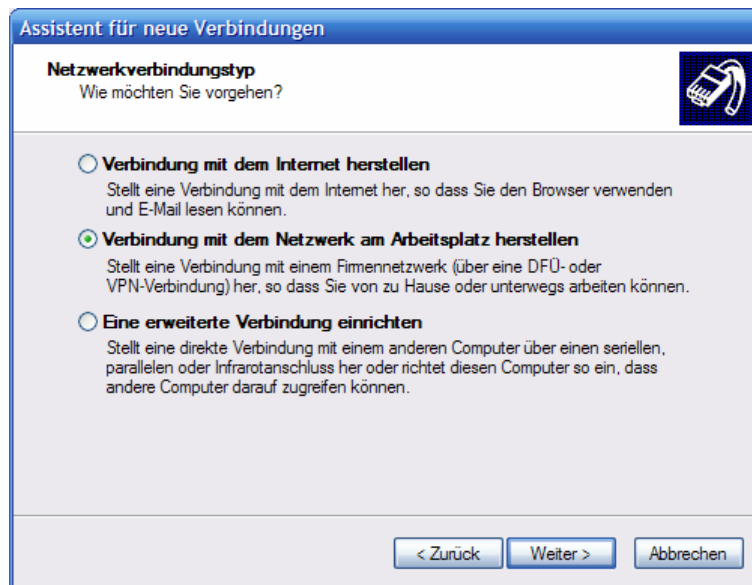 Assistent für neue Verbindungen
Netzwerkverbindungstyp
Wie möchten Sie vorgehen?
Verbindung mit dem Internet herstellen
Stellt eine Verbindung mit dem Internet her, so dass Sie den Browser verwenden
und E-Mail lesen können.
Verbindung mit dem Netzwerk am Arbeitsplatz herstellen
Stellt eine Verbindung mit einem Firmennetzwerk (über eine DFÜ- oder
VPN-Verbindung) her, so dass Sie von zu Hause oder unterwegs arbeiten können.
Eine erweiterte Verbindung einrichten
Stellt eine direkte Verbindung mit einem anderen Computer über einen seriellen,
parallelen oder Infrarotanschluss her oder richtet diesen Computer so ein, dass
andere Computer darauf zugreifen können.
< Zurück Weiter > Abbrechen